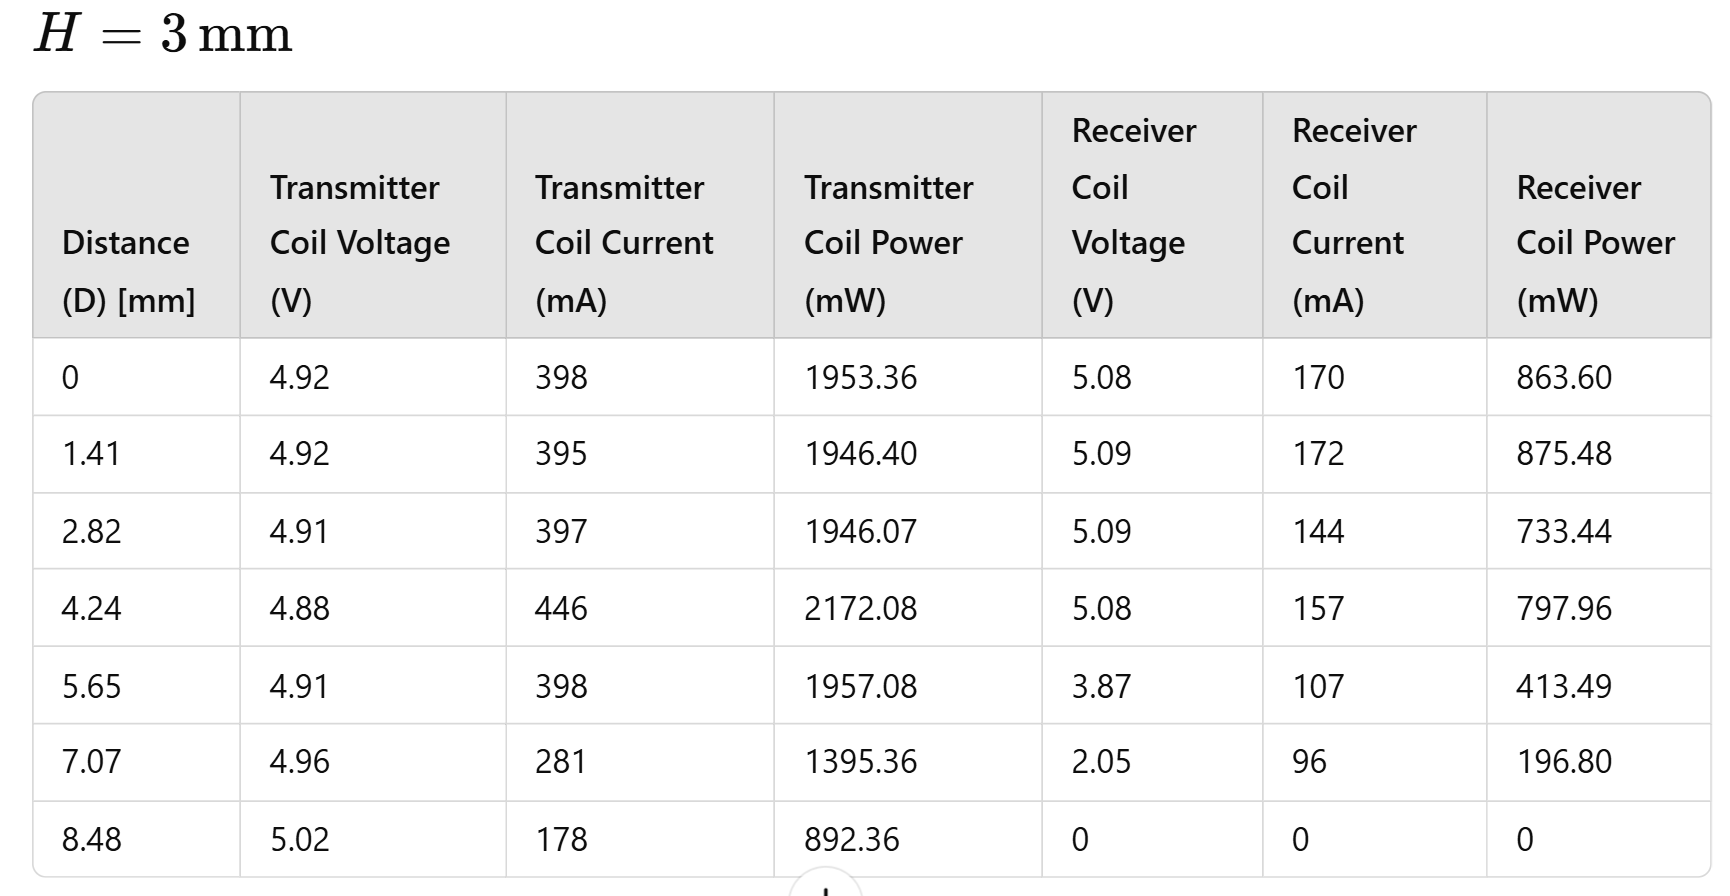 H = 3 mm
Distance (D) [mm] Transmitter Coil Voltage (V) Transmitter Coil Current (mA) Transmitter Coil Power (mW) Receiver Coil Voltage (V) Receiver Coil Current (mA) Receiver Coil Power (mW)
0 4.92 398 1953.36 5.08 170 863.60
1.41 4.92 395 1946.40 5.09 172 875.48
2.82 4.91 397 1946.07 5.09 144 733.44
4.24 4.88 446 2172.08 5.08 157 797.96
5.65 4.91 398 1957.08 3.87 107 413.49
7.07 4.96 281 1395.36 2.05 96 196.80
8.48 5.02 178 892.36 0 0 0